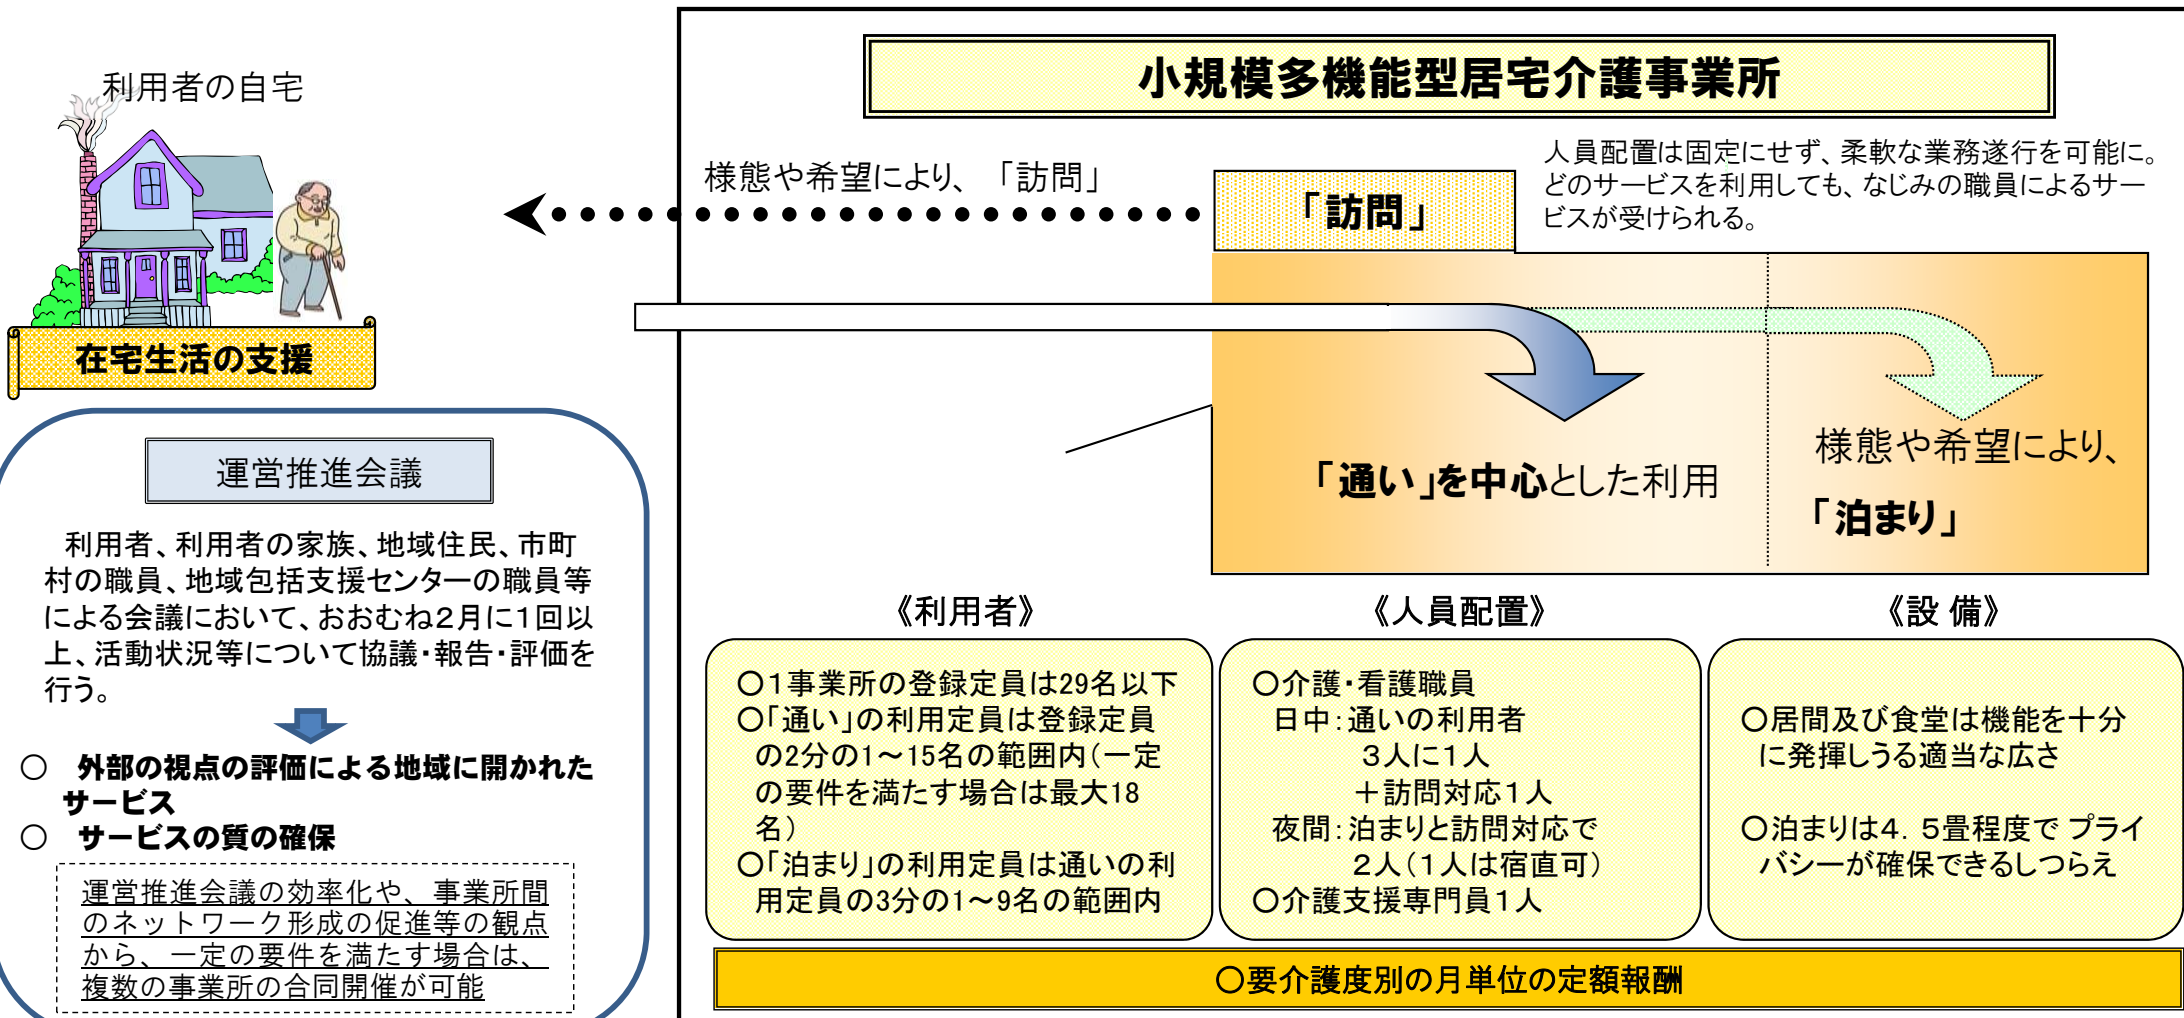 利用者の自宅
在宅生活の支援
運営推進会議
利用者、利用者の家族、地域住民、市町
村の職員、地域包括支援センターの職員等
による会議において、おおむね２月に１回以
上、活動状況等について協議・報告・評価を
行う。
○　外部の視点の評価による地域に開かれた
サービス
○　サービスの質の確保
運営推進会議の効率化や、事業所間
のネットワーク形成の促進等の観点
から、一定の要件を満たす場合は、
複数の事業所の合同開催が可能
小規模多機能型居宅介護事業所
様態や希望により、「訪問」
「訪問」
人員配置は固定にせず、柔軟な業務遂行を可能に。
どのサービスを利用しても、なじみの職員によるサー
ビスが受けられる。
「通い」を中心とした利用
様態や希望により、
「泊まり」
《利用者》
○１事業所の登録定員は29名以下
○「通い」の利用定員は登録定員
の2分の1～15名の範囲内（一定
の要件を満たす場合は最大18
名）
○「泊まり」の利用定員は通いの利
用定員の3分の1～9名の範囲内
《人員配置》
○介護・看護職員
日中：通いの利用者
３人に１人
＋訪問対応１人
夜間：泊まりと訪問対応で
２人（１人は宿直可）
○介護支援専門員１人
《設 備》
○居間及び食堂は機能を十分
に発揮しうる適当な広さ
○泊まりは４．５畳程度で プライ
バシーが確保できるしつらえ
○要介護度別の月単位の定額報酬